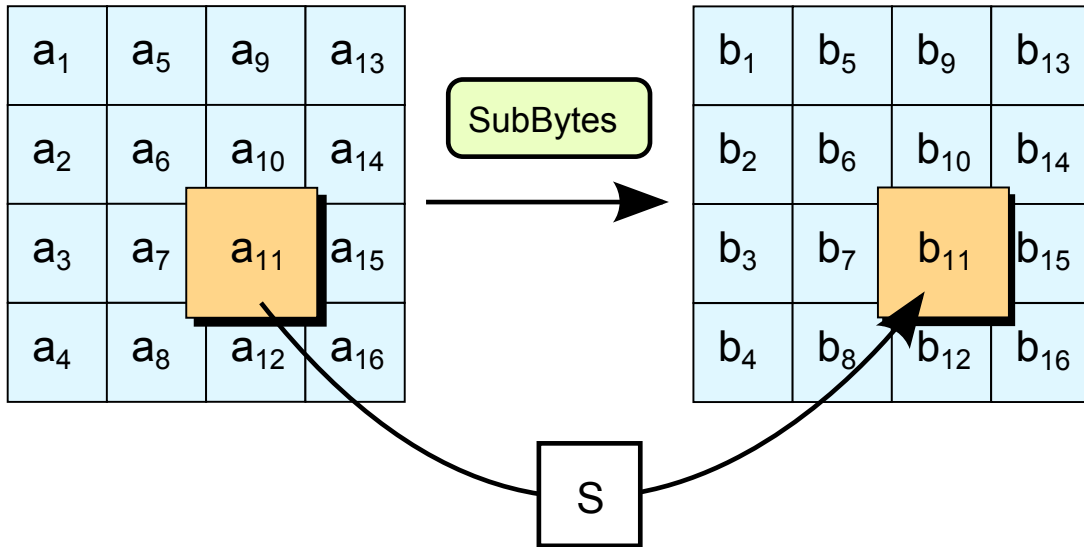 a₁ a₅ a₉ a₁₃ b₁ b₅ b₉ b₁₃
SubBytes
a₂ a₆ a₁₀ a₁₄ b₂ b₆ b₁₀ b₁₄
a₃ a₇ a₁₁ a₁₅ b₃ b₇ b₁₁ b₁₅
a₄ a₈ a₁₂ a₁₆ b₄ b₈ b₁₂ b₁₆
S